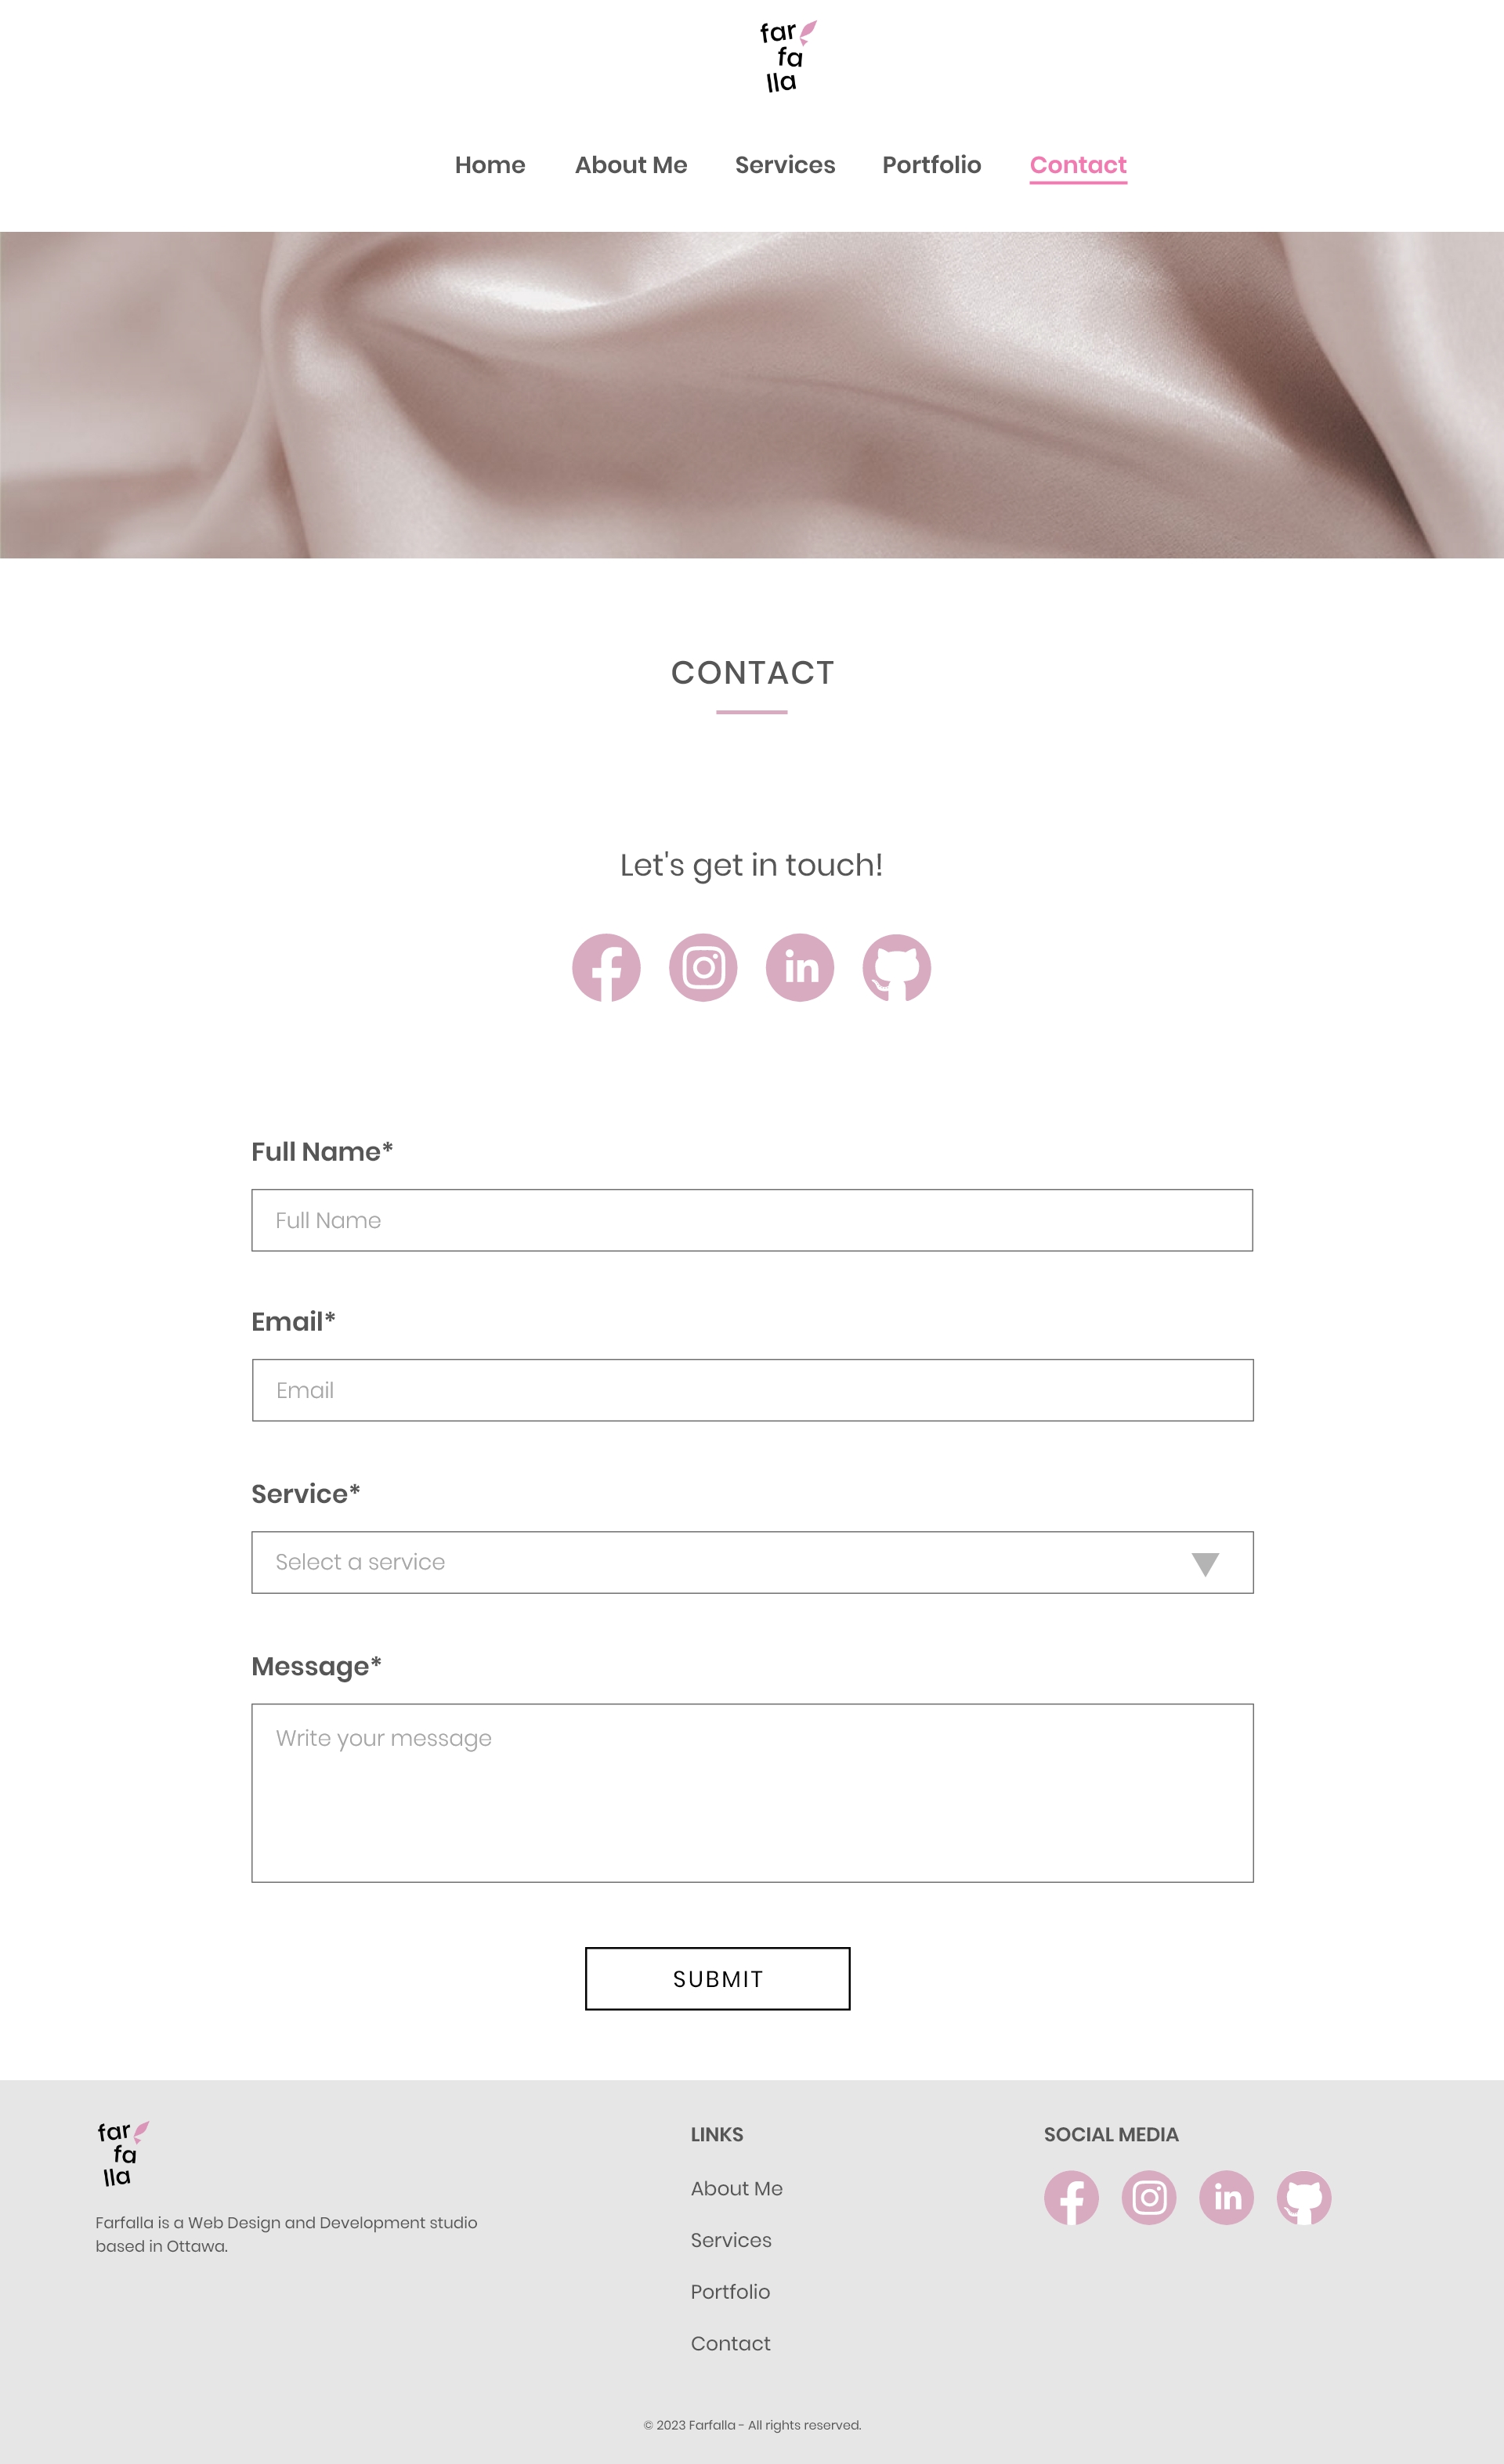 far
fa
lla
Home About Me Services Portfolio Contact
CONTACT
Let's get in touch!
in
Full Name*
Full Name
Email*
Email
Service*
Select a service
Message*
Write your message
SUBMIT
far
fa
lla
Farfalla is a Web Design and Development studio
based in Ottawa.
LINKS
About Me
Services
Portfolio
Contact
SOCIAL MEDIA
in
© 2023 Farfalla - All rights reserved.